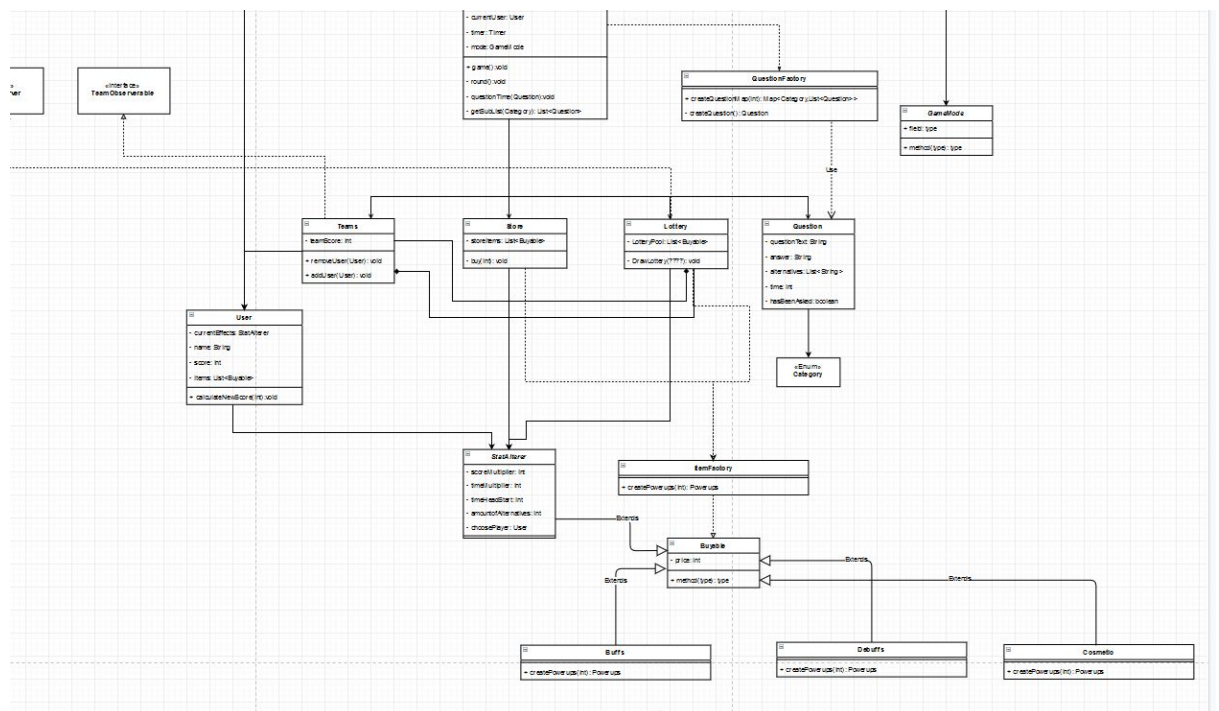 - currentUser: User
- timer: Timer
- mode: GameMode
+ game():void
- round():void
- questionTime(Question):void
- getSubList(Category): List<Question>
«Interface»
TeamObserverable
QuestionFactory
+ createQuestionMap(int): Map<Category,List<Question>>
- createQuestion(): Question
GameMode
+ field: type
+ method(type): type
Use
Teams
- teamScore: int
+ removeUser(User): void
+ addUser(User): void
Store
- storeItems: List<Buyable>
- buy(int): void
Lottery
- LotteryPool: List<Buyable>
- DrawLottery(????): void
Question
- questionText: String
- answer: String
- alternatives: List<String>
- time: int
- hasBeenAsked: boolean
User
- currentEffects: StatAlterer
- name: String
- score: int
- items: List<Buyable>
+ calculateNewScore(int):void
«Enum»
Category
StatAlterer
- scoreMultiplier: int
- timeMultiplier: int
- timeHeadStart: int
- amountofAlternatives: int
- choosePlayer: User
ItemFactory
+ createPowerups(int): Powerups
Extends
Buyable
- price: int
+ method(type): type
Extends
Extends
Extends
Buffs
+ createPowerups(int): Powerups
Debuffs
+ createPowerups(int): Powerups
Cosmetic
+ createPowerups(int): Powerups